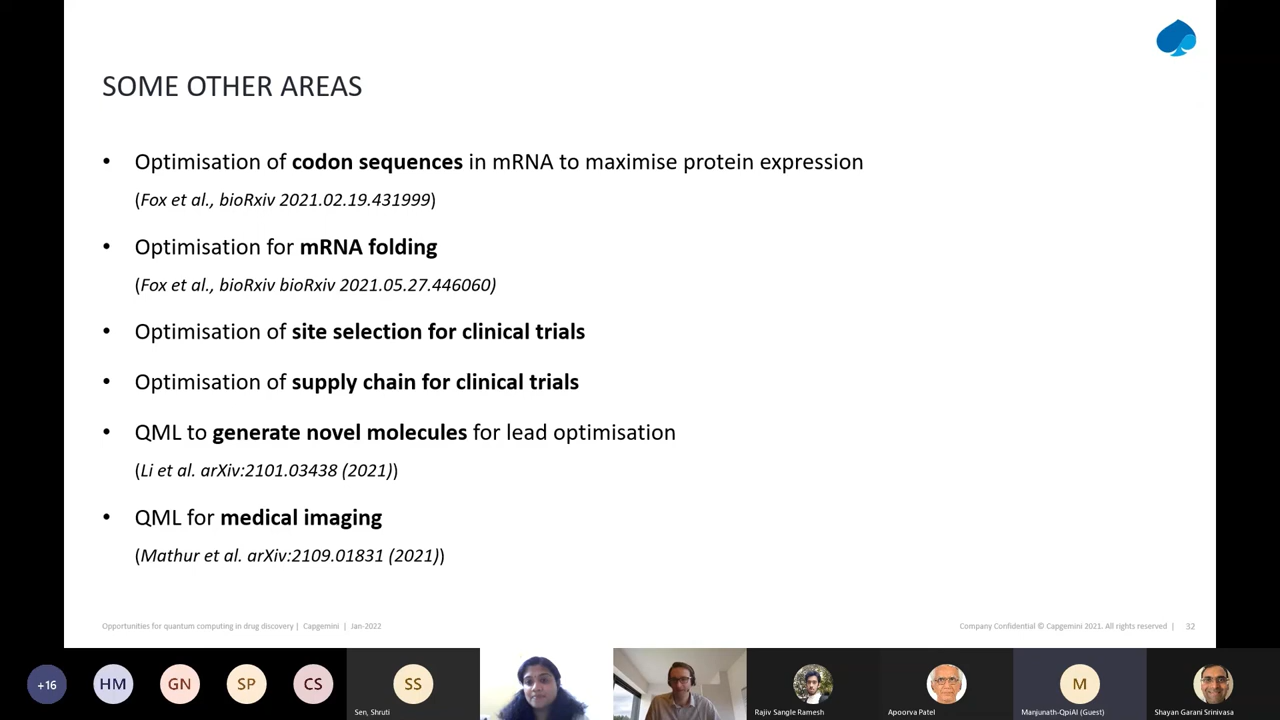 SOME OTHER AREAS
• Optimisation of codon sequences in mRNA to maximise protein expression
(Fox et al., bioRxiv 2021.02.19.431999)
• Optimisation for mRNA folding
(Fox et al., bioRxiv bioRxiv 2021.05.27.446060)
• Optimisation of site selection for clinical trials
• Optimisation of supply chain for clinical trials
• QML to generate novel molecules for lead optimisation
(Li et al. arXiv:2101.03438 (2021))
• QML for medical imaging
(Mathur et al. arXiv:2109.01831 (2021))
Opportunities for quantum computing in drug discovery | Capgemini | Jan-2022
Company Confidential © Capgemini 2021. All rights reserved | 32
+16
HM
GN
SP
CS
SS
M
Sen, Shruti
Rajiv Sangle Ramesh
Apoorva Patel
Manjunath-QpiAI (Guest)
Shayan Garani Srinivasa